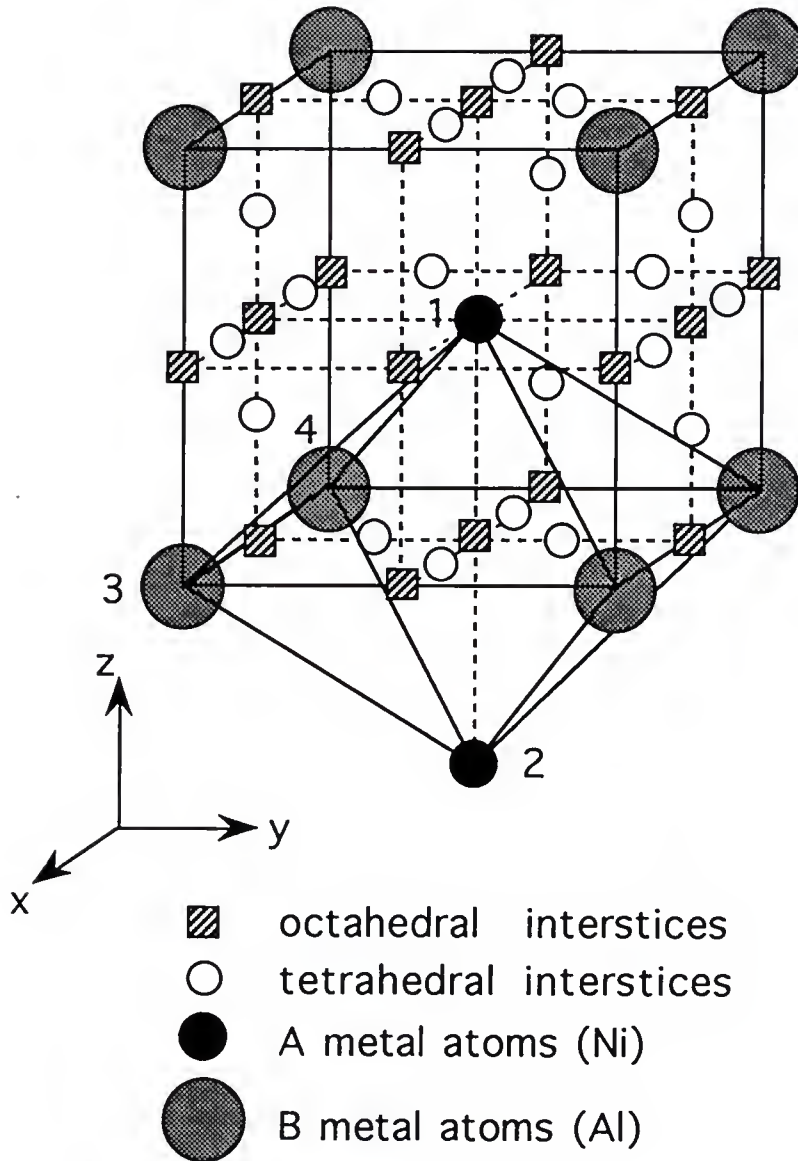 1
4
3
z
2
y
x
octahedral interstices
tetrahedral interstices
A metal atoms (Ni)
B metal atoms (Al)